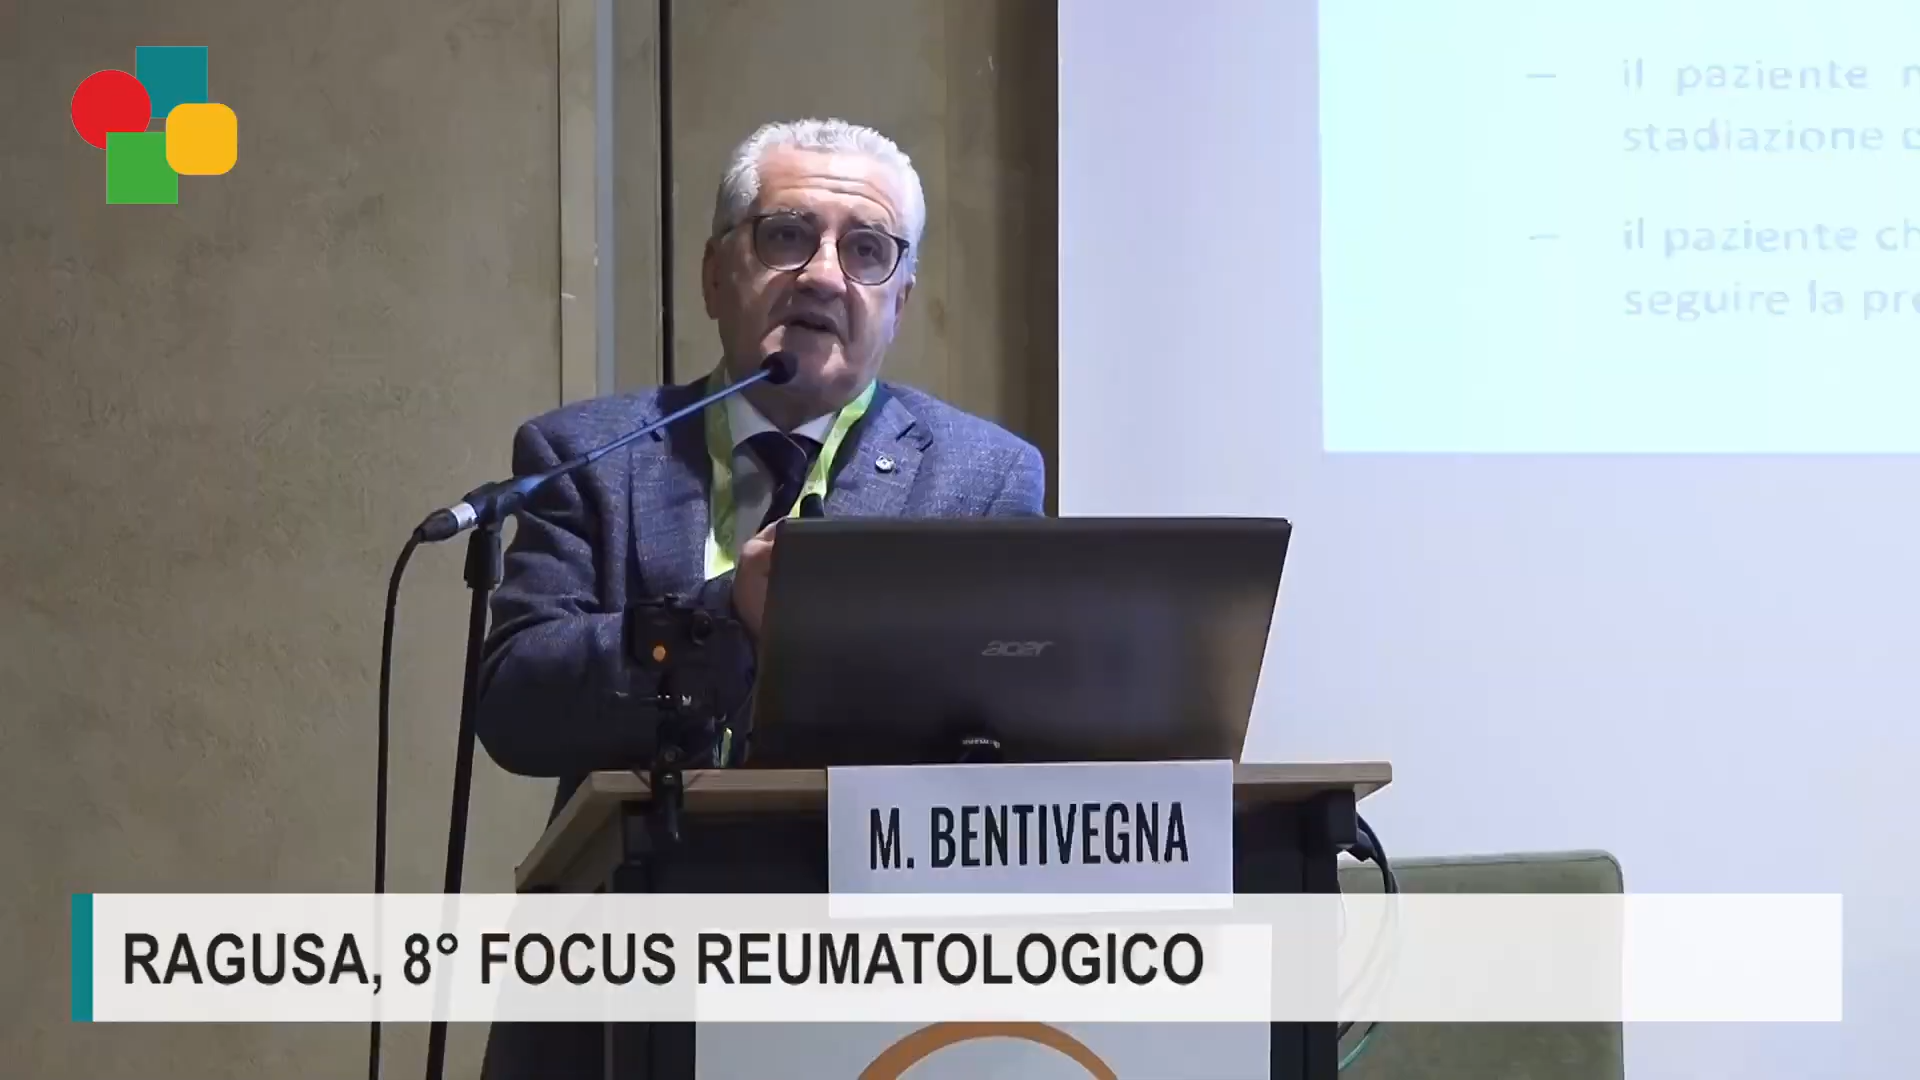 il paziente
stadiazione
il paziente
seguire la
acer
M. BENTIVEGNA
RAGUSA, 8° FOCUS REUMATOLOGICO